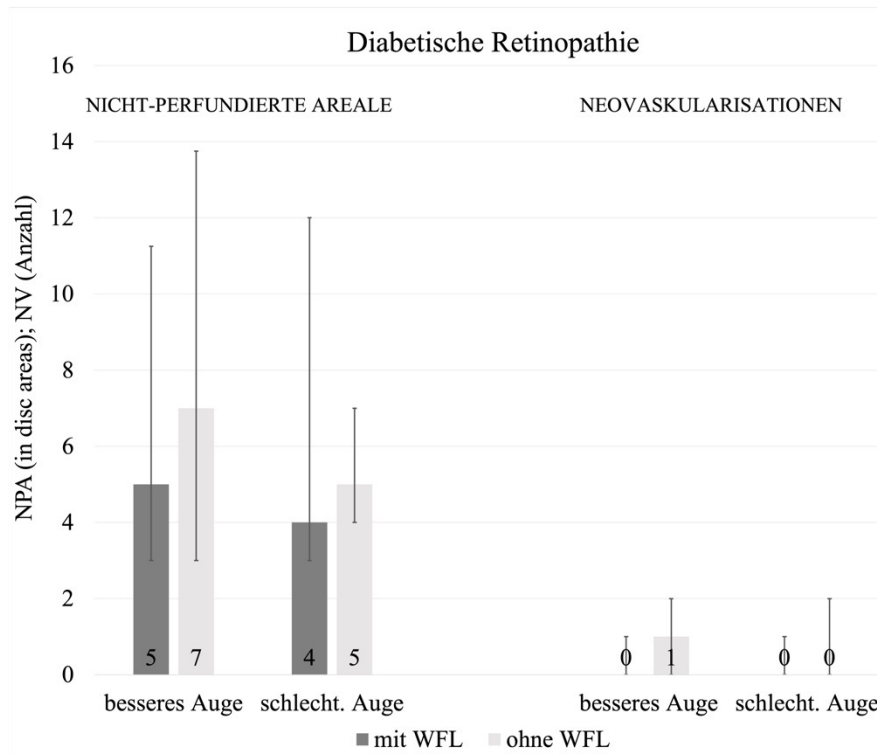 Diabetische Retinopathie
16
NICHT-PERFUNDIERTE AREALE NEOVASKULARISATIONEN
14
12
10
8
6
4
2
0
NPA (in disc areas); NV (Anzahl)
5 7 4 5 0 1 0 0
besseres Auge schlecht. Auge besseres Auge schlecht. Auge
mit WFL ohne WFL